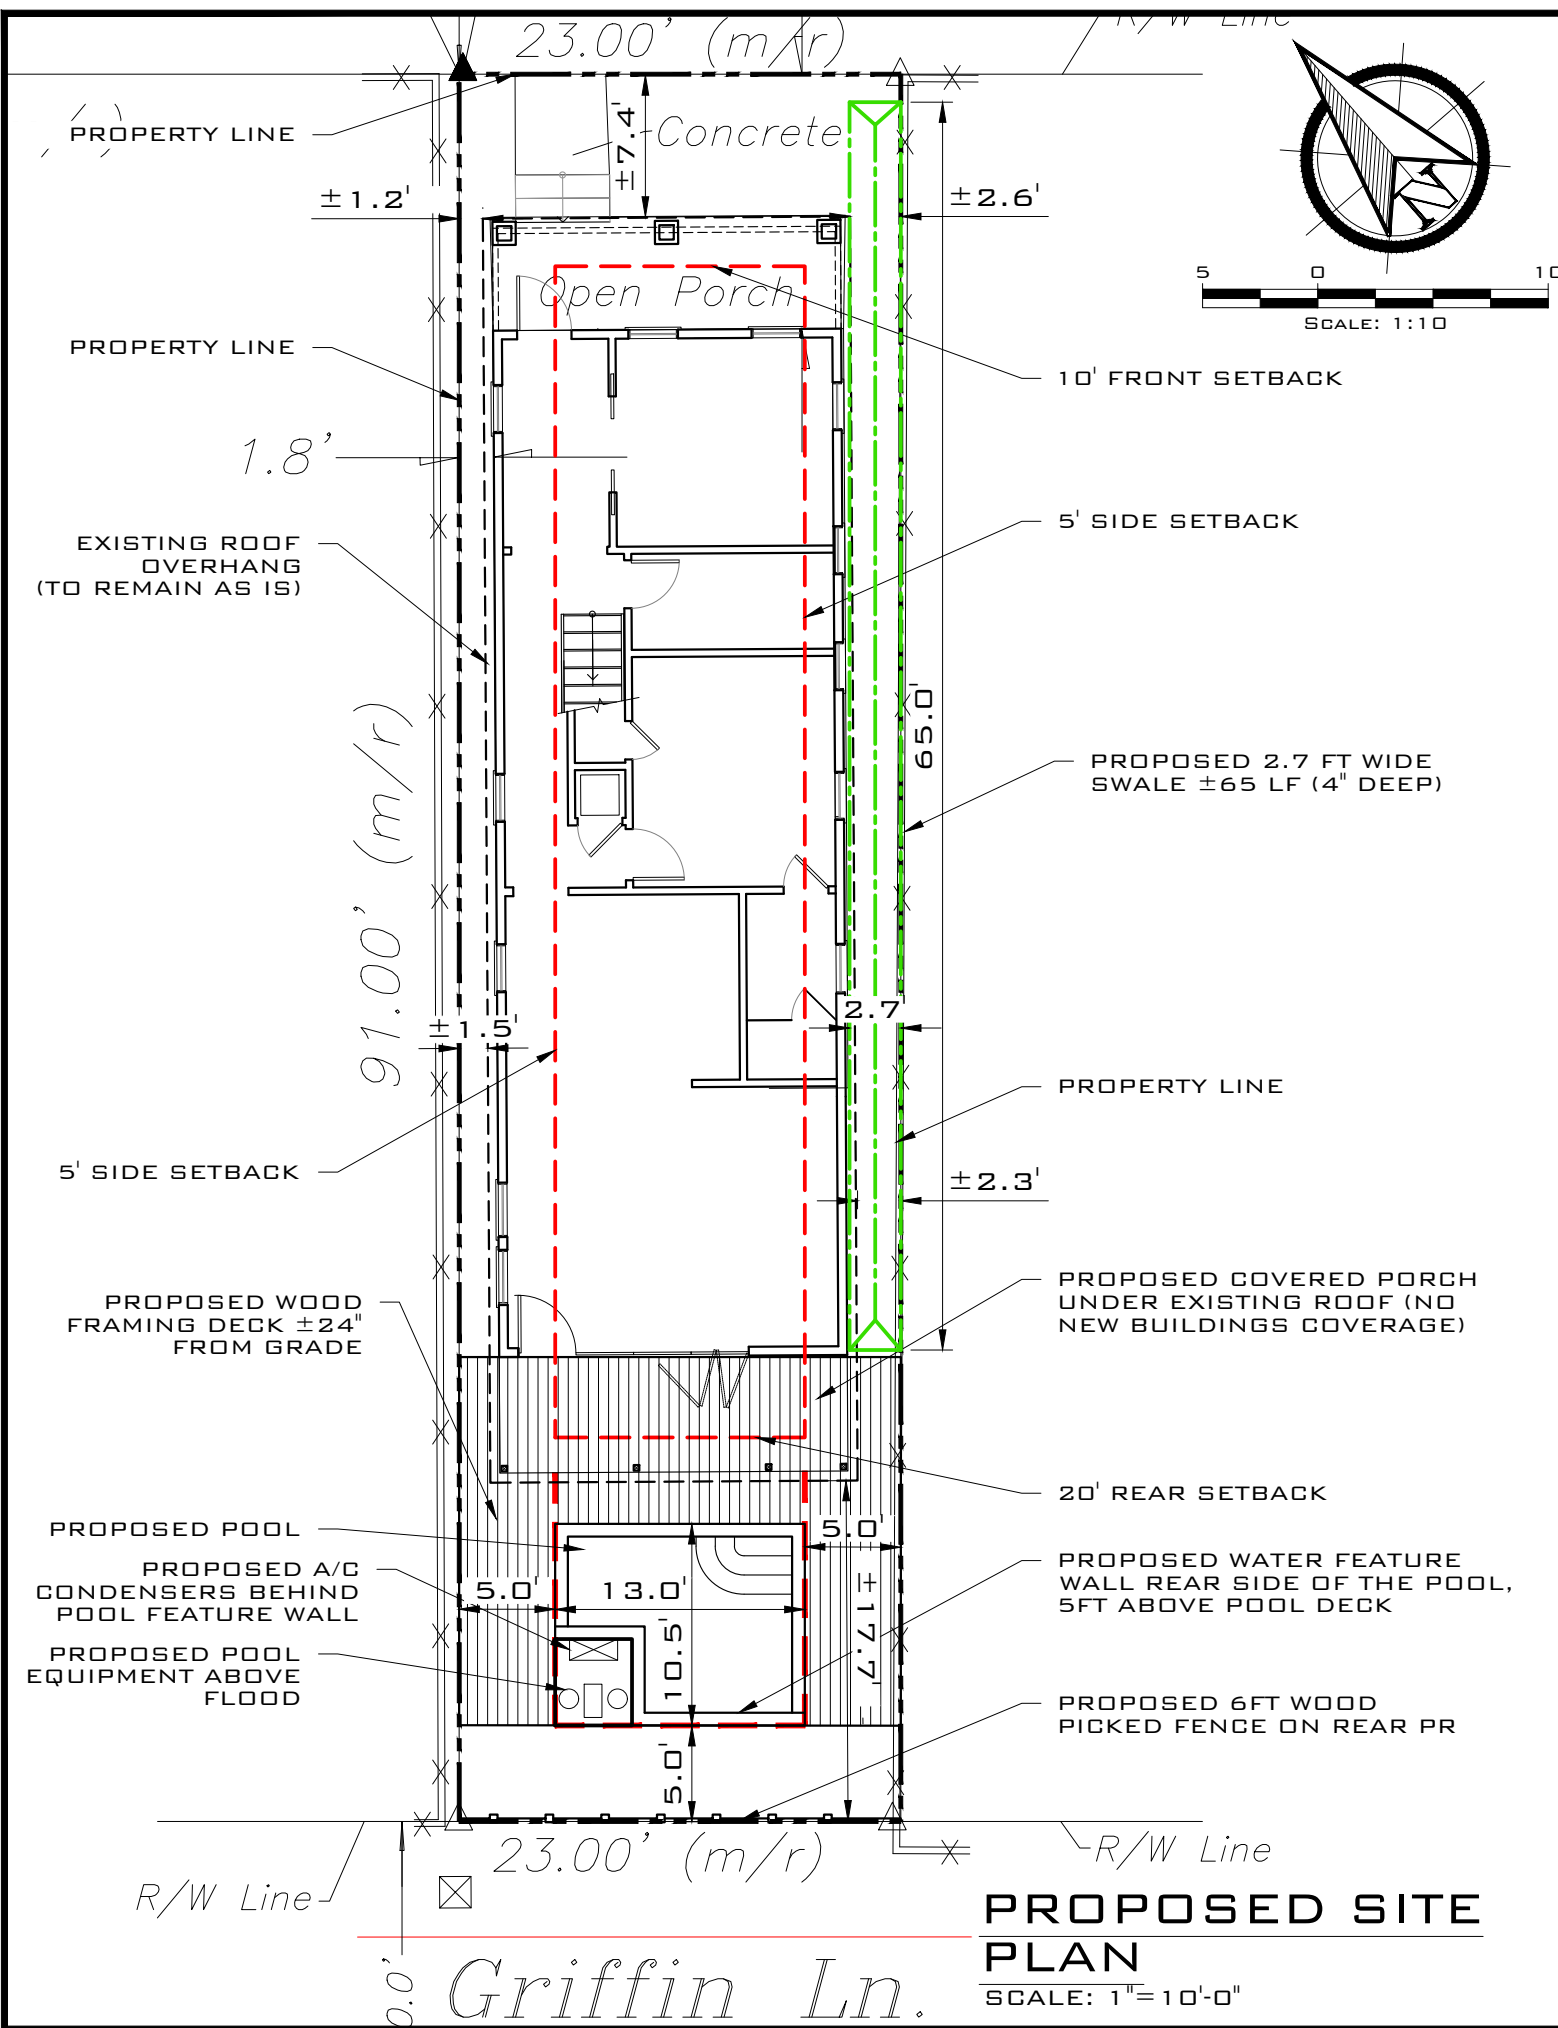 23.00' (m/r)
R/W Line
PROPERTY LINE
±7.4'
Concrete
±1.2'
±2.6'
N
5 0 10
SCALE: 1:10
Open Porch
PROPERTY LINE
10' FRONT SETBACK
1.8'
5' SIDE SETBACK
EXISTING ROOF
OVERHANG
(TO REMAIN AS IS)
91.00' (m/r)
65.0'
PROPOSED 2.7 FT WIDE
SWALE ±65 LF (4" DEEP)
±1.5'
2.7'
PROPERTY LINE
5' SIDE SETBACK
±2.3'
PROPOSED WOOD
FRAMING DECK ±24"
FROM GRADE
PROPOSED COVERED PORCH
UNDER EXISTING ROOF (NO
NEW BUILDINGS COVERAGE)
20' REAR SETBACK
PROPOSED POOL
5.0'
PROPOSED A/C
CONDENSERS BEHIND
POOL FEATURE WALL
5.0'
13.0'
10.5'
±17.7'
PROPOSED WATER FEATURE
WALL REAR SIDE OF THE POOL,
5FT ABOVE POOL DECK
PROPOSED POOL
EQUIPMENT ABOVE
FLOOD
PROPOSED 6FT WOOD
PICKED FENCE ON REAR PR
5.0'
23.00' (m/r)
R/W Line
R/W Line
Griffin Ln.
PROPOSED SITE
PLAN
SCALE: 1"=10'-0"